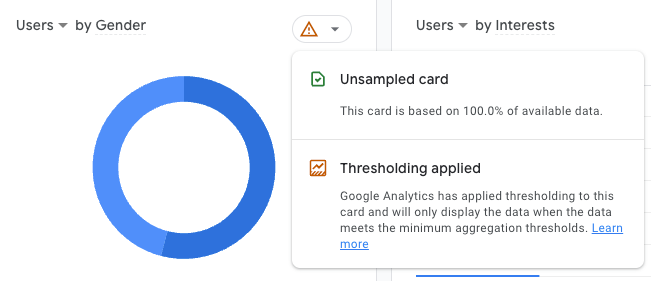 Users by Gender
Users by Interests
Unsampled card
This card is based on 100.0% of available data.
Thresholding applied
Google Analytics has applied thresholding to this
card and will only display the data when the data
meets the minimum aggregation thresholds. Learn
more